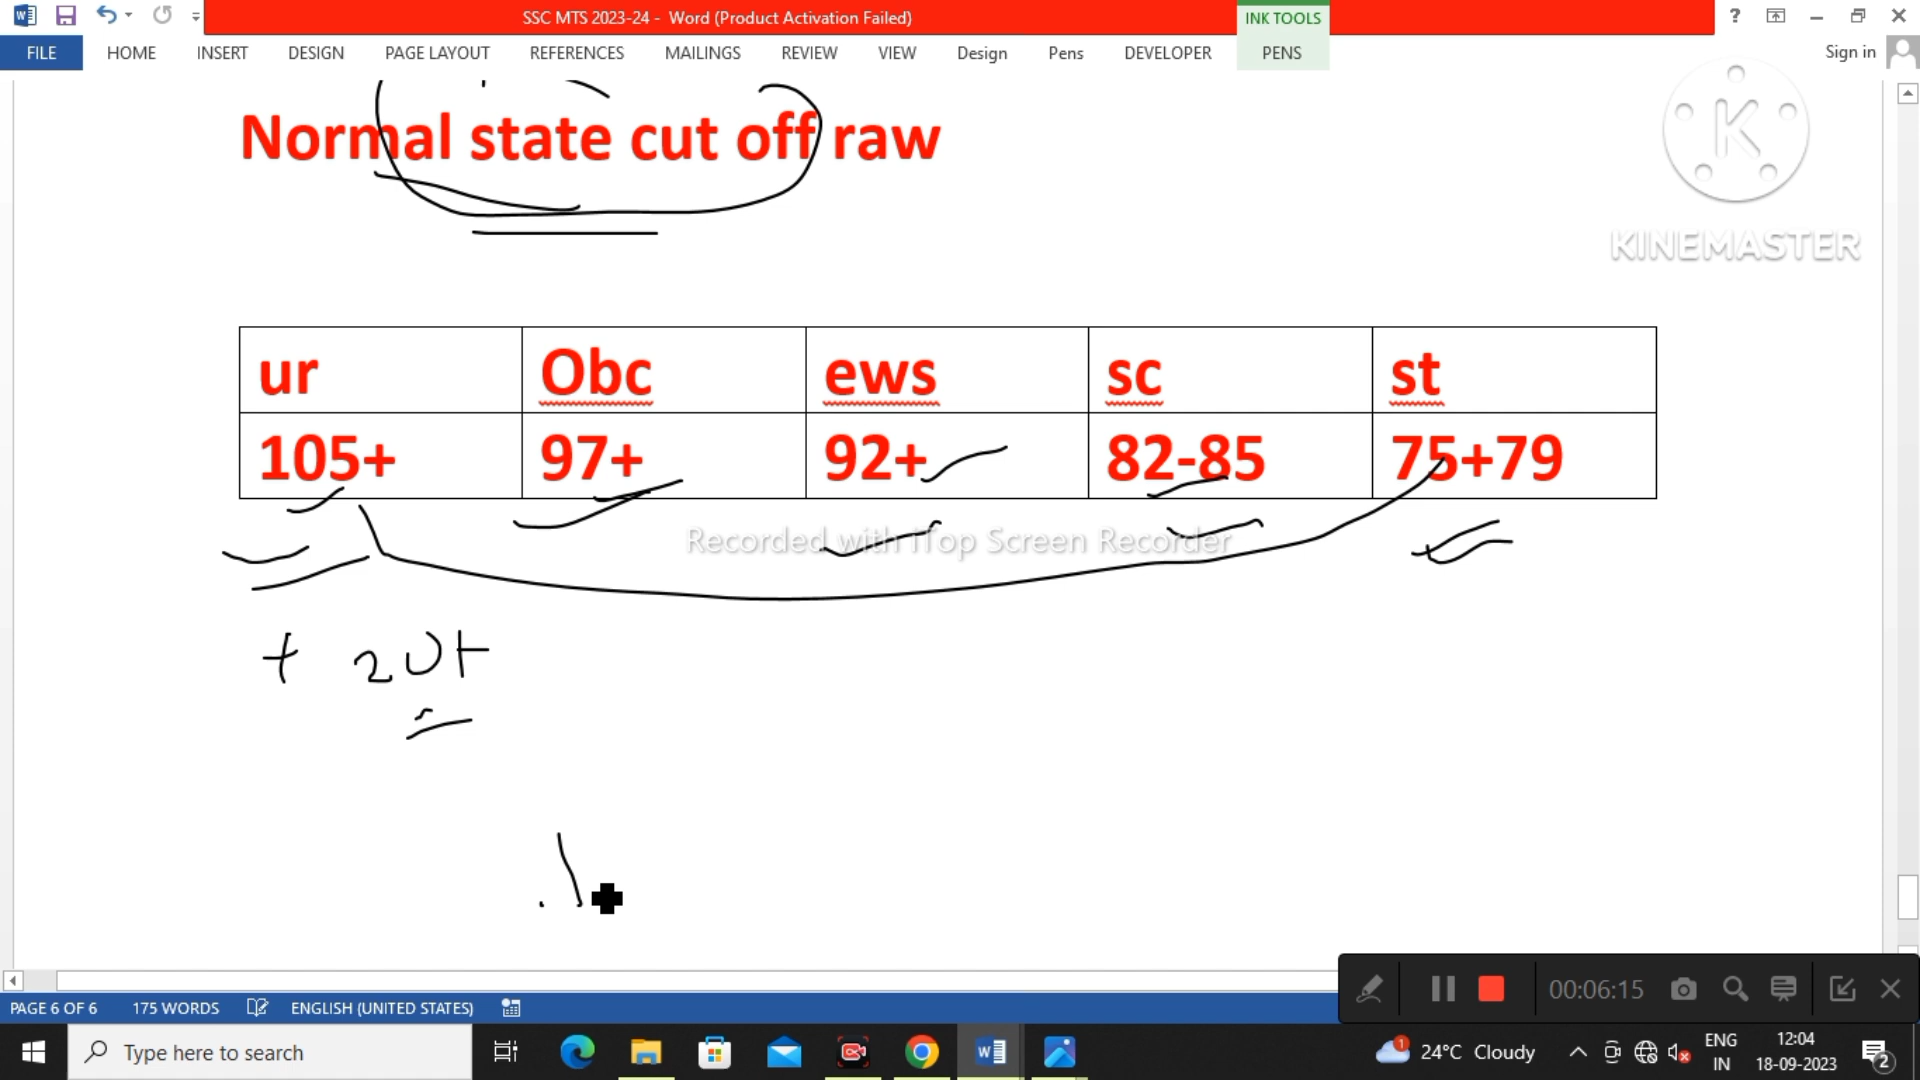 SSC MTS 2023-24 - Word (Product Activation Failed)
INK TOOLS
FILE HOME INSERT DESIGN PAGE LAYOUT REFERENCES MAILINGS REVIEW VIEW Design Pens DEVELOPER PENS
Sign in
Normal state cut off raw
K
KINEMASTER
ur Obc ews sc st
105+ 97+ 92+ 82-85 75+79
Recorded with iTop Screen Recorder
+ 20+
00:06:15
PAGE 6 OF 6 175 WORDS ENGLISH (UNITED STATES)
Type here to search
1
24°C Cloudy
ENG
IN
12:04
18-09-2023
2